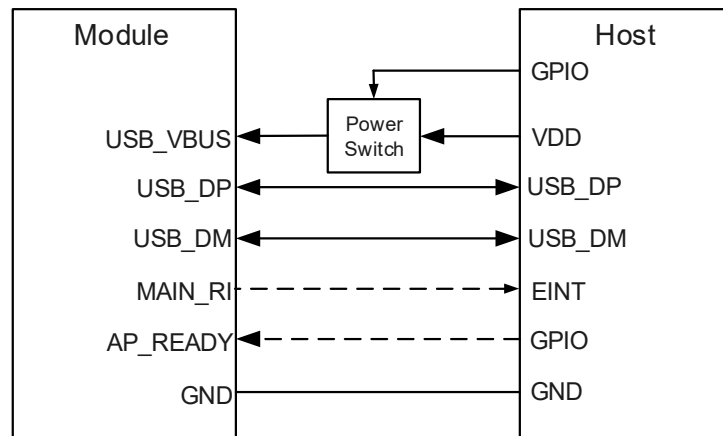 Module
Host
GPIO
Power
Switch
USB_VBUS
VDD
USB_DP
USB_DP
USB_DM
USB_DM
MAIN_RI
EINT
AP_READY
GPIO
GND
GND